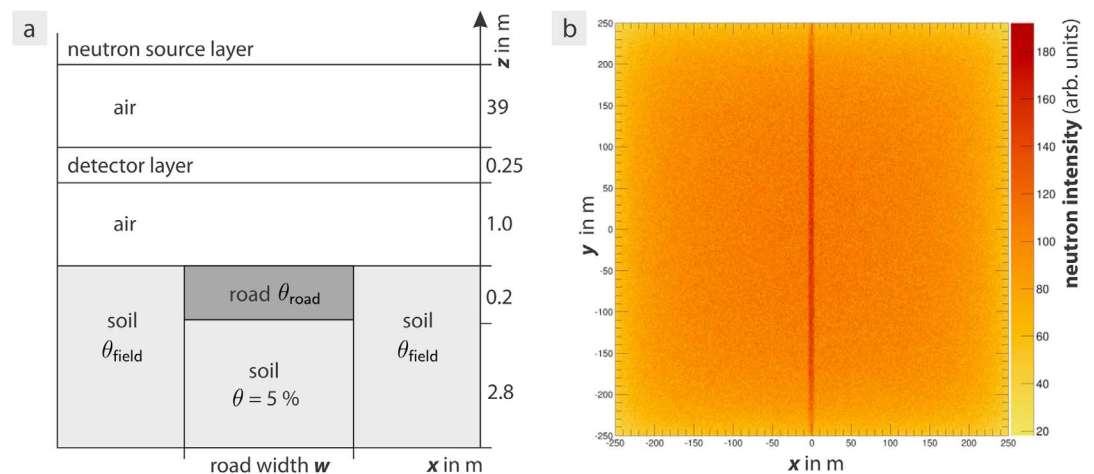 a
neutron source layer
z in m
air
39
detector layer
0.25
air
1.0
road θroad
0.2
soil
θfield
soil
θfield
soil
θ = 5 %
2.8
road width w
x in m
b
250
200
150
100
50
0
-50
-100
-150
-200
-250
y in m
-250 -200 -150 -100 -50 0 50 100 150 200 250
x in m
180
160
140
120
100
80
60
40
20
neutron intensity (arb. units)